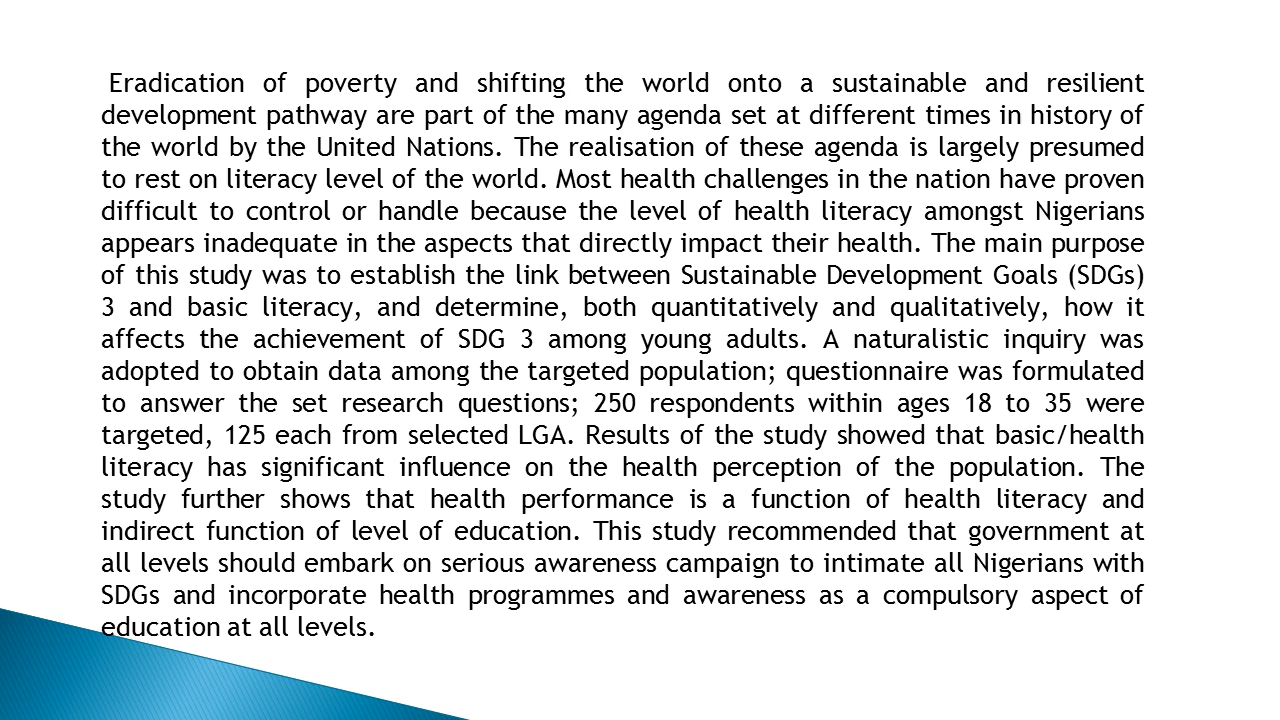 Eradication of poverty and shifting the world onto a sustainable and resilient
development pathway are part of the many agenda set at different times in history of
the world by the United Nations. The realisation of these agenda is largely presumed
to rest on literacy level of the world. Most health challenges in the nation have proven
difficult to control or handle because the level of health literacy amongst Nigerians
appears inadequate in the aspects that directly impact their health. The main purpose
of this study was to establish the link between Sustainable Development Goals (SDGs)
3 and basic literacy, and determine, both quantitatively and qualitatively, how it
affects the achievement of SDG 3 among young adults. A naturalistic inquiry was
adopted to obtain data among the targeted population; questionnaire was formulated
to answer the set research questions; 250 respondents within ages 18 to 35 were
targeted, 125 each from selected LGA. Results of the study showed that basic/health
literacy has significant influence on the health perception of the population. The
study further shows that health performance is a function of health literacy and
indirect function of level of education. This study recommended that government at
all levels should embark on serious awareness campaign to intimate all Nigerians with
SDGs and incorporate health programmes and awareness as a compulsory aspect of
education at all levels.